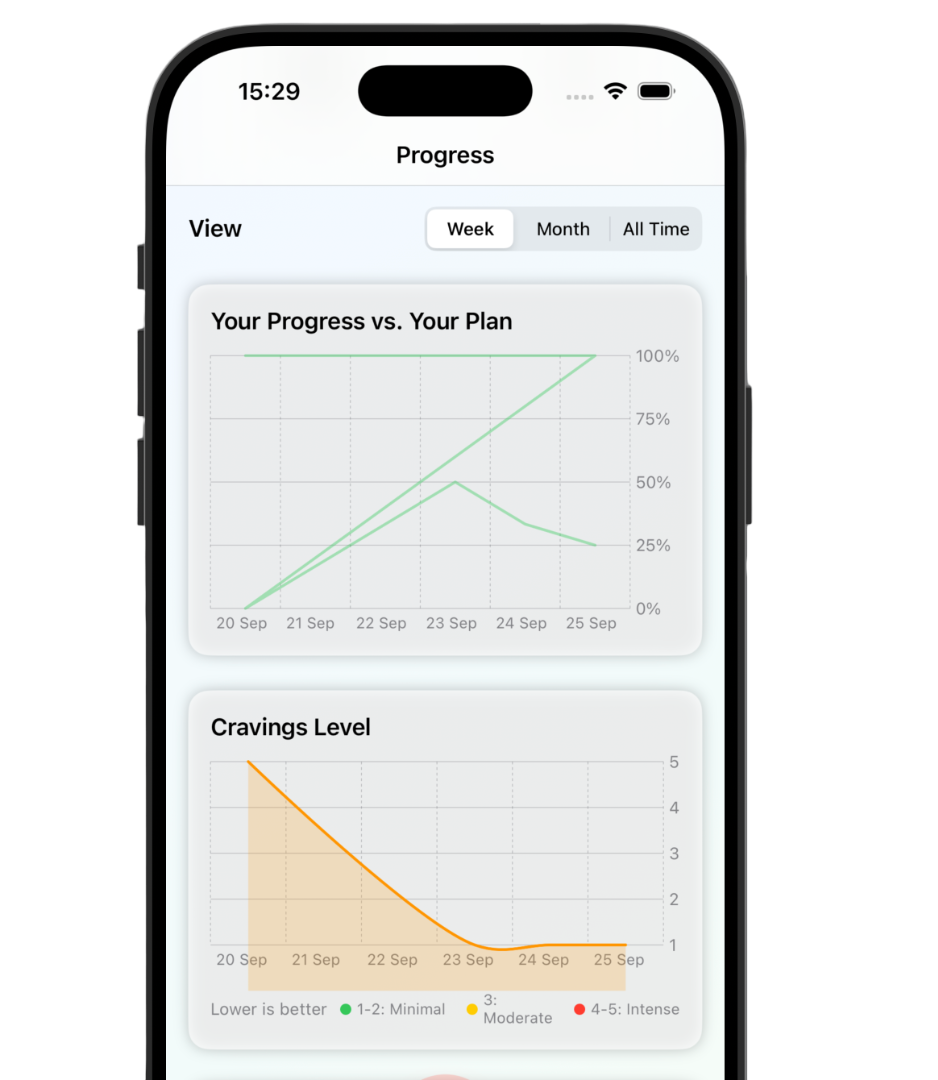 15:29
Progress
View
Week Month All Time
Your Progress vs. Your Plan
100%
75%
50%
25%
0%
20 Sep 21 Sep 22 Sep 23 Sep 24 Sep 25 Sep
Cravings Level
5
4
3
2
1
20 Sep 21 Sep 22 Sep 23 Sep 24 Sep 25 Sep
Lower is better 1-2: Minimal 3: Moderate 4-5: Intense